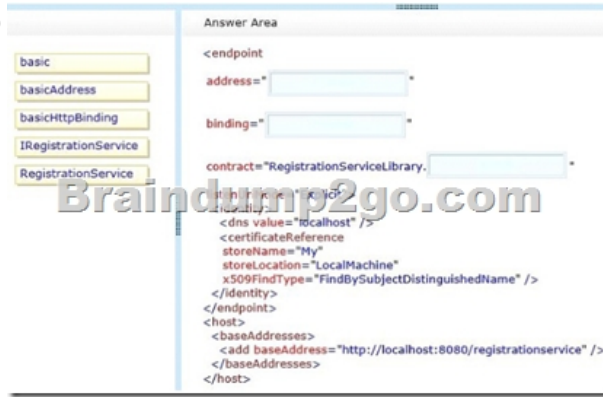 Answer Area
basic
basicAddress
basicHttpBinding
IRegistrationService
RegistrationService
<endpoint
address=" "
binding=" "
contract="RegistrationServiceLibrary. "
Braindump2go.com
<dns value="localhost" />
<certificateReference
storeName="My"
storeLocation="LocalMachine"
x509FindType="FindBySubjectDistinguishedName" />
</identity>
</endpoint>
<host>
<baseAddresses>
<add baseAddress="http://localhost:8080/registrationservice" />
</baseAddresses>
</host>